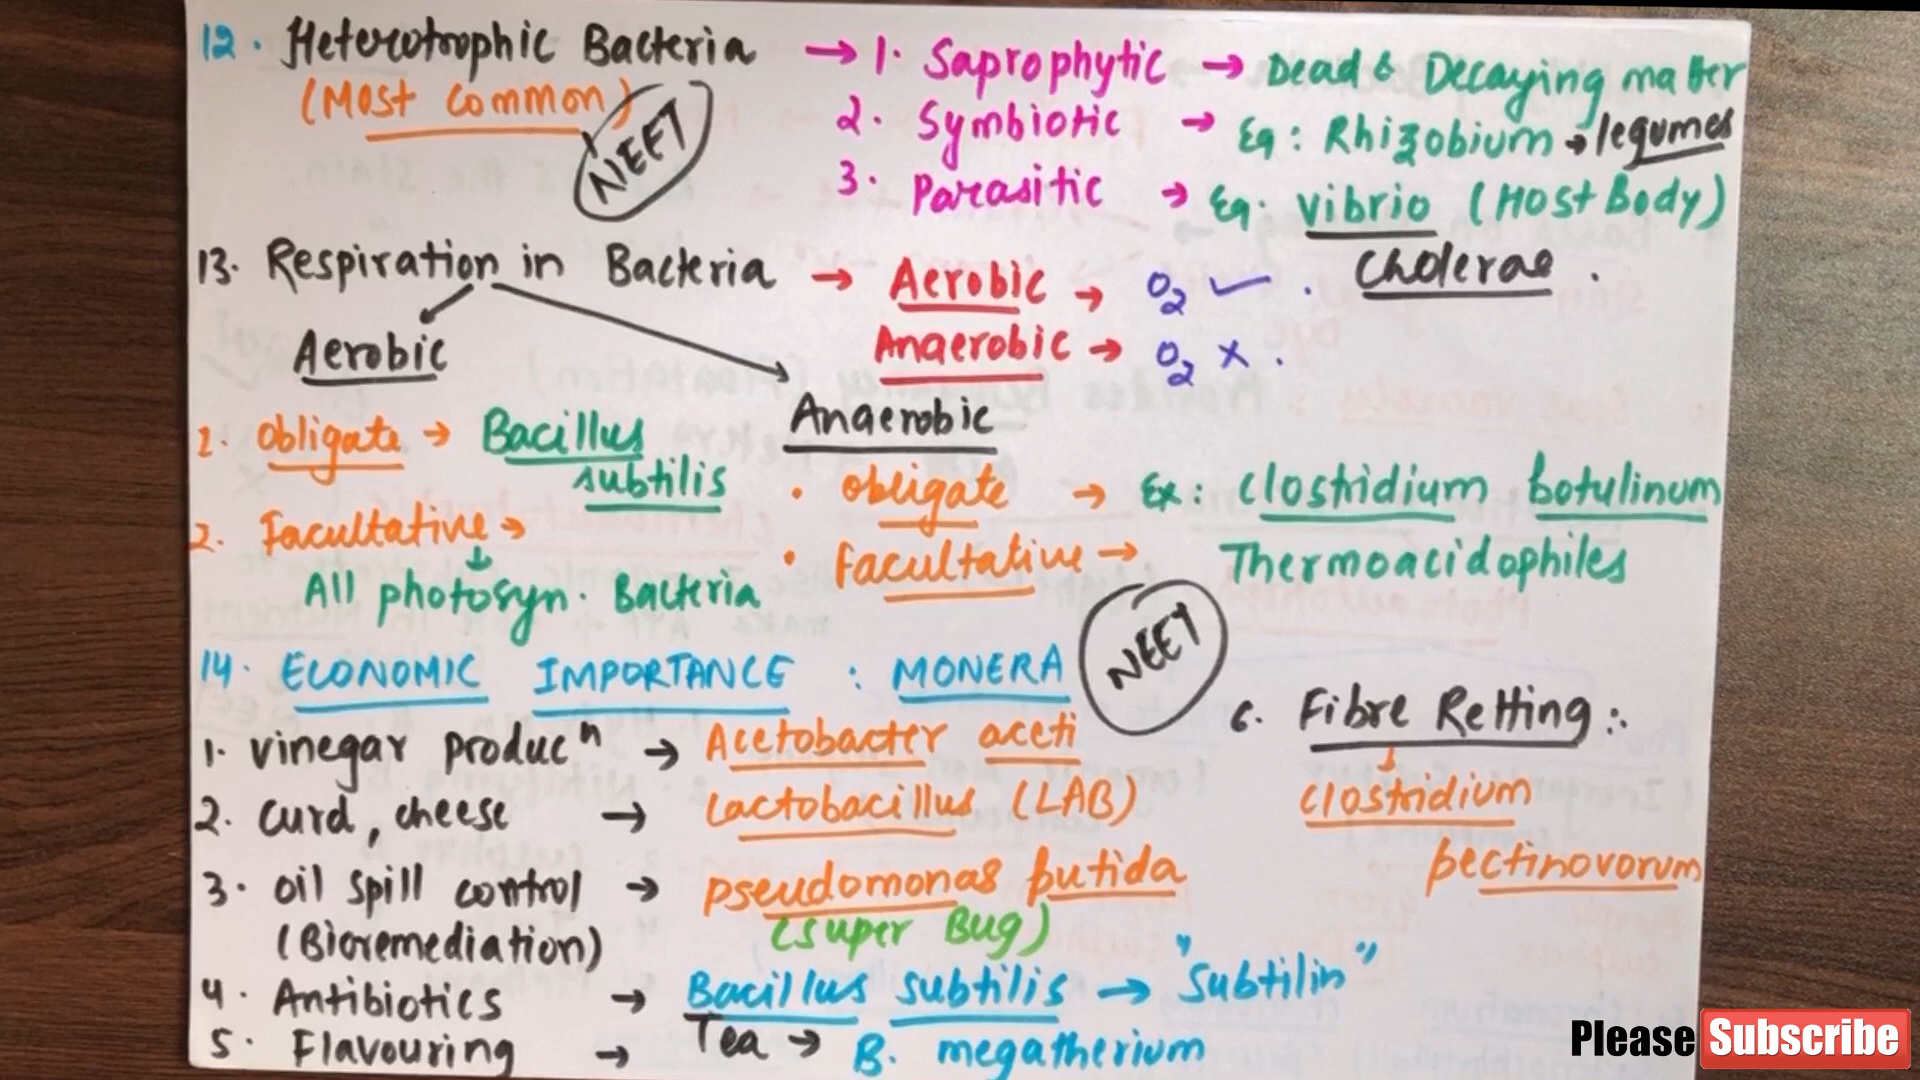 12. Heterotrophic Bacteria → 1. Saprophytic → Dead & Decaying matter
(Most common) NEET
2. Symbiotic → Eg: Rhizobium → legumes
3. Parasitic → Eg. Vibrio (Host Body)
Cholerae.
13. Respiration in Bacteria → Aerobic → O2 ✓.
Anaerobic → O2 ×.
Aerobic
Anaerobic
1. Obligate → Bacillus
subtilis
2. Facultative →
All photosyn. Bacteria
• Obligate → Ex: Clostridium botulinum
• Facultative → Thermoacidophiles
14. ECONOMIC IMPORTANCE : MONERA NEET
1. Vinegar producⁿ → Acetobacter aceti
2. Curd, cheese → Lactobacillus (LAB)
3. Oil spill control → Pseudomonas putida
(Bioremediation) (Super Bug)
4. Antibiotics → Bacillus subtilis → "Subtilin"
5. Flavouring → Tea → B. megatherium
6. Fibre Retting :
Clostridium
pectinovorum
Please Subscribe